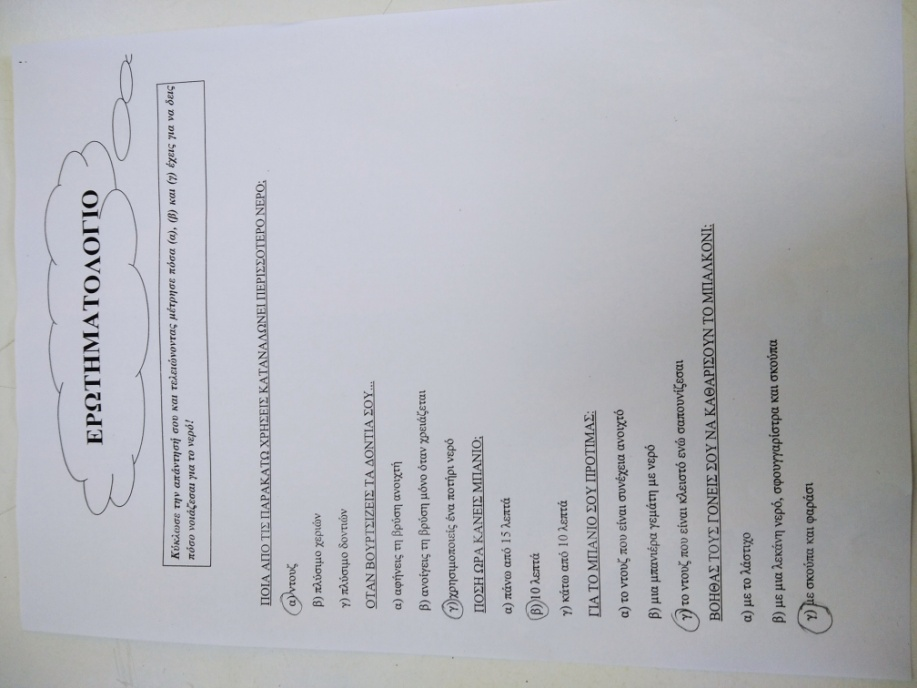 ΕΡΩΤΗΜΑΤΟΛΟΓΙΟ
Κύκλωσε την απάντησή σου και τελειώνοντας μέτρησε πόσα (α), (β) και (γ) έχεις για να δεις
πόσο νοιάζεσαι για το νερό!
ΠΟΙΑ ΑΠΟ ΤΙΣ ΠΑΡΑΚΑΤΩ ΧΡΗΣΕΙΣ ΚΑΤΑΝΑΛΩΝΕΙ ΠΕΡΙΣΣΟΤΕΡΟ ΝΕΡΟ;
α) ντουζ
β) πλύσιμο χεριών
γ) πλύσιμο δοντιών
ΟΤΑΝ ΒΟΥΡΤΣΙΖΕΙΣ ΤΑ ΔΟΝΤΙΑ ΣΟΥ...
α) αφήνεις τη βρύση ανοιχτή
β) ανοίγεις τη βρύση μόνο όταν χρειάζεται
γ) χρησιμοποιείς ένα ποτήρι νερό
ΠΟΣΗ ΩΡΑ ΚΑΝΕΙΣ ΜΠΑΝΙΟ;
α) πάνω από 15 λεπτά
β) 10 λεπτά
γ) κάτω από 10 λεπτά
ΓΙΑ ΤΟ ΜΠΑΝΙΟ ΣΟΥ ΠΡΟΤΙΜΑΣ:
α) το ντουζ που είναι συνέχεια ανοιχτό
β) μια μπανιέρα γεμάτη με νερό
γ) το ντουζ που είναι κλειστό ενώ σαπουνίζεσαι
ΒΟΗΘΑΣ ΤΟΥΣ ΓΟΝΕΙΣ ΣΟΥ ΝΑ ΚΑΘΑΡΙΣΟΥΝ ΤΟ ΜΠΑΛΚΟΝΙ:
α) με το λάστιχο
β) με μια λεκάνη νερό, σφουγγαρίστρα και σκούπα
γ) με σκούπα και φαράσι